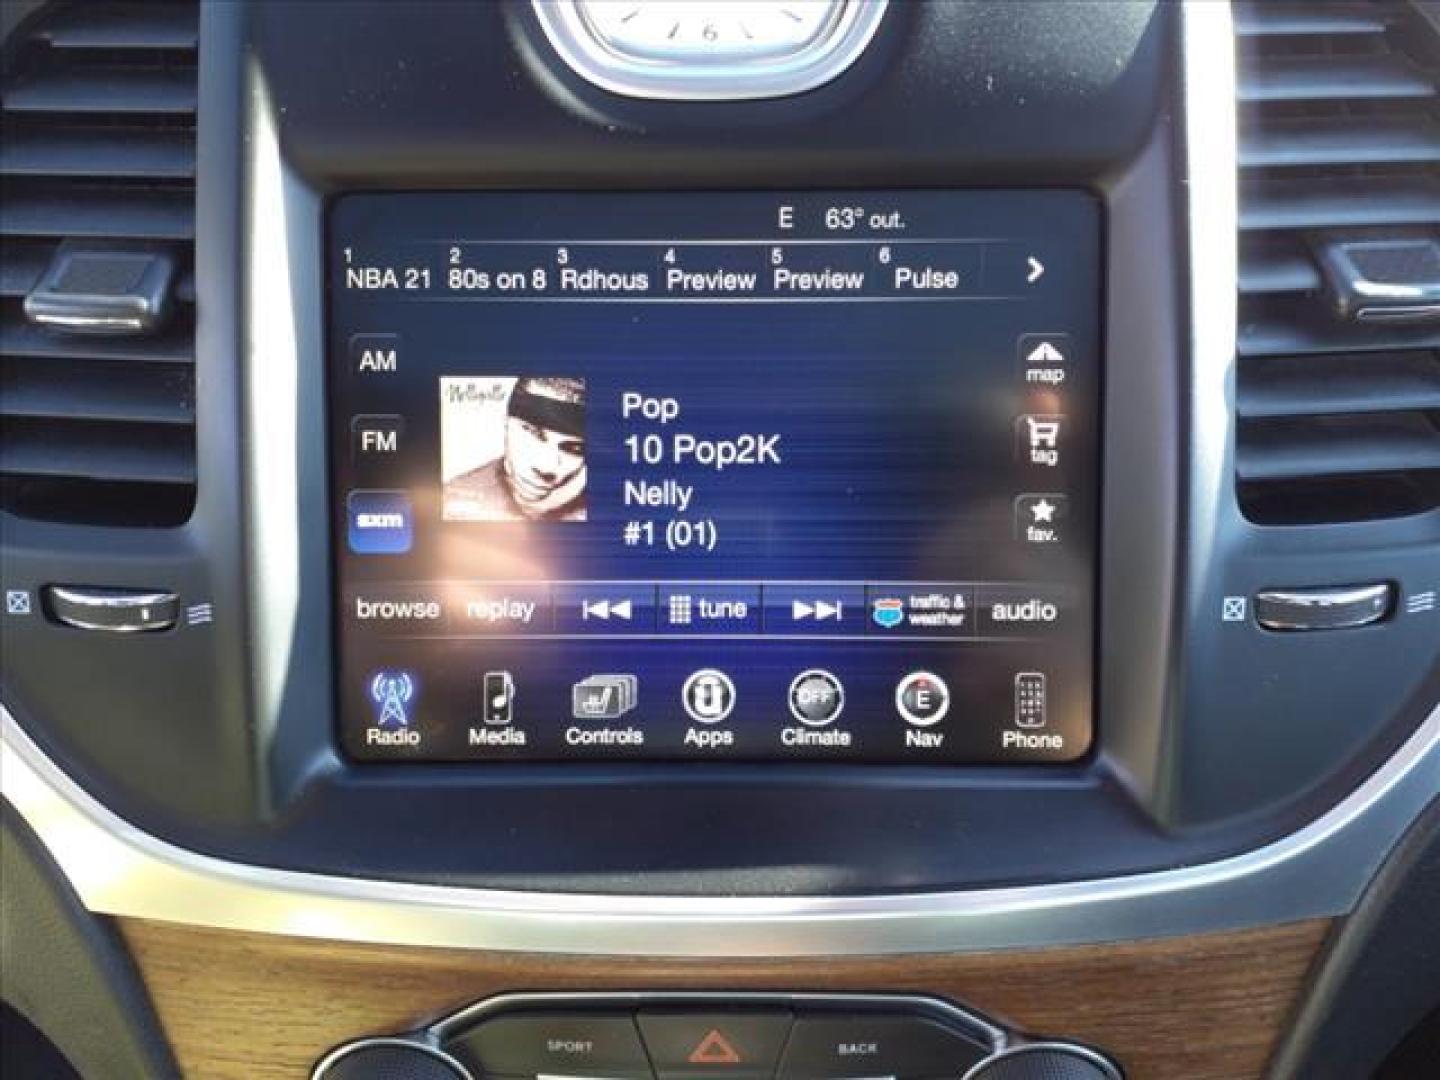 6
E 63° out.
1 NBA 21 2 80s on 8 3 Rdhous 4 Preview 5 Preview 6 Pulse
AM
map
Pop
FM
10 Pop2K
tag
Nelly
sxm
#1 (01)
fav.
browse replay tune traffic & weather audio
OFF E
Radio Media Controls Apps Climate Nav Phone
SPORT BACK